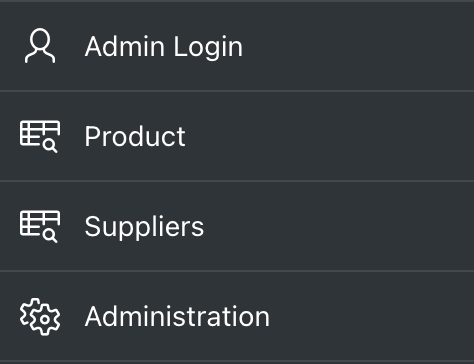 Admin Login
Product
Suppliers
Administration